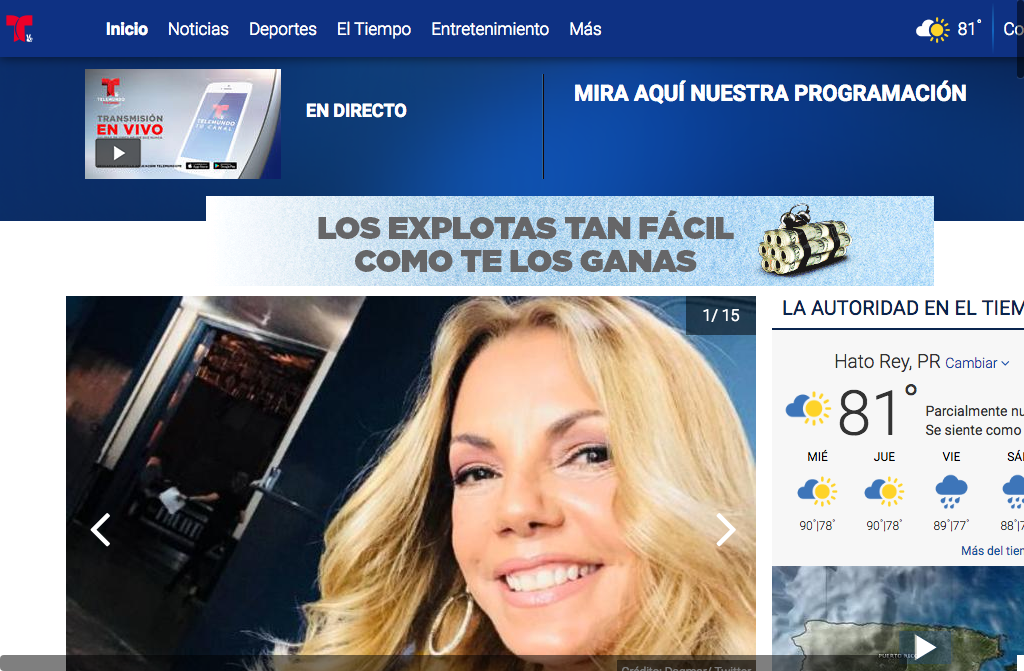 Inicio Noticias Deportes El Tiempo Entretenimiento Más 81° Co
TELEMUNDO
TRANSMISIÓN
EN VIVO
TELEMUNDO
TU CANAL
EN DIRECTO
MIRA AQUÍ NUESTRA PROGRAMACIÓN
LOS EXPLOTAS TAN FÁCIL
COMO TE LOS GANAS
1/ 15
LA AUTORIDAD EN EL TIEM
Hato Rey, PR Cambiar
81°
Parcialmente nu
Se siente como
MIÉ JUE VIE SÁ
90°|78° 90°|78° 89°|77° 88°|7
Más del tie
PUERTO RICO
Crédito: Dagmar/ Twitter